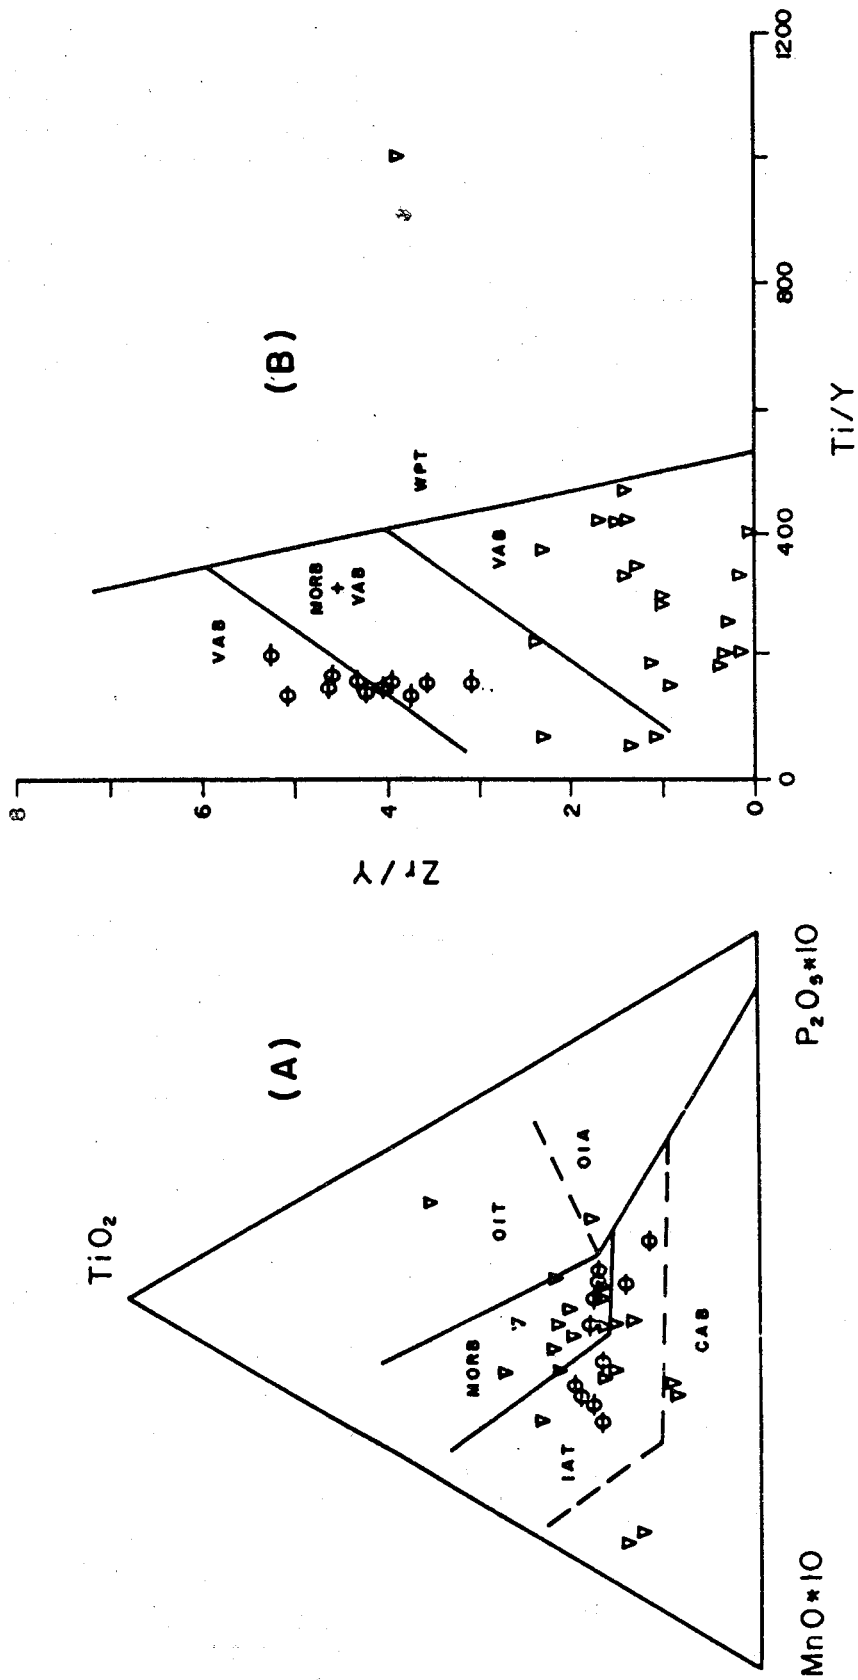 (A)
TiO₂
OIT
OIA
MORB
IAT
CAB
MnO*10
P₂O₅*10
(B)
Zr/Y
8
6
4
2
0
VAB
MORB
+
VAB
WPT
VAB
0
400
800
1200
Ti/Y